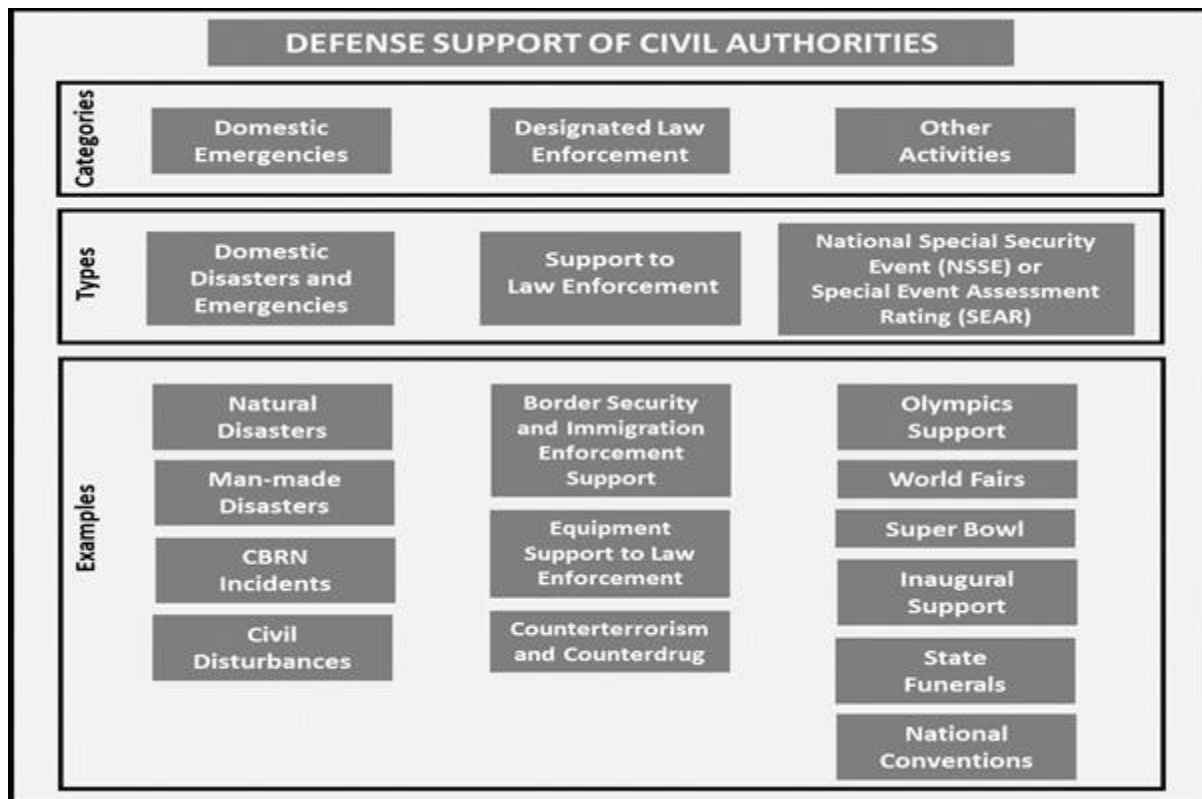 DEFENSE SUPPORT OF CIVIL AUTHORITIES
Categories
Domestic
Emergencies
Designated Law
Enforcement
Other
Activities
Types
Domestic
Disasters and
Emergencies
Support to
Law Enforcement
National Special Security
Event (NSSE) or
Special Event Assessment
Rating (SEAR)
Examples
Natural
Disasters
Man-made
Disasters
CBRN
Incidents
Civil
Disturbances
Border Security
and Immigration
Enforcement
Support
Equipment
Support to Law
Enforcement
Counterterrorism
and Counterdrug
Olympics
Support
World Fairs
Super Bowl
Inaugural
Support
State
Funerals
National
Conventions